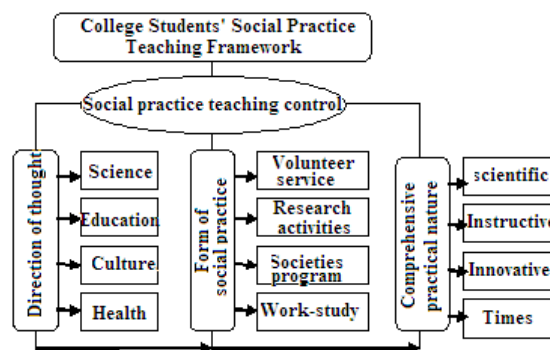 College Students' Social Practice
Teaching Framework
Social practice teaching control
Direction of thought
Science
Education
Culture
Health
Form of
social practice
Volunteer
service
Research
activities
Societies
program
Work-study
Comprehensive
practical nature
scientific
Instructive
Innovative
Times